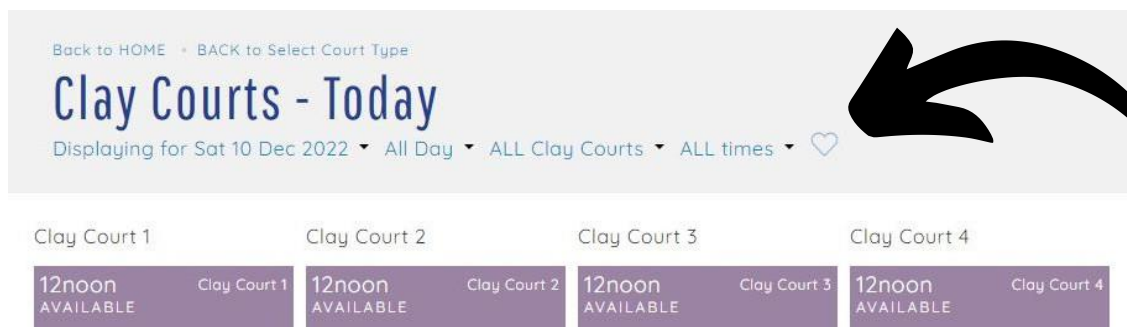 Back to HOME • BACK to Select Court Type
Clay Courts - Today
Displaying for Sat 10 Dec 2022 All Day ALL Clay Courts ALL times
Clay Court 1 Clay Court 2 Clay Court 3 Clay Court 4
12noon Clay Court 1 12noon Clay Court 2 12noon Clay Court 3 12noon Clay Court 4
AVAILABLE AVAILABLE AVAILABLE AVAILABLE